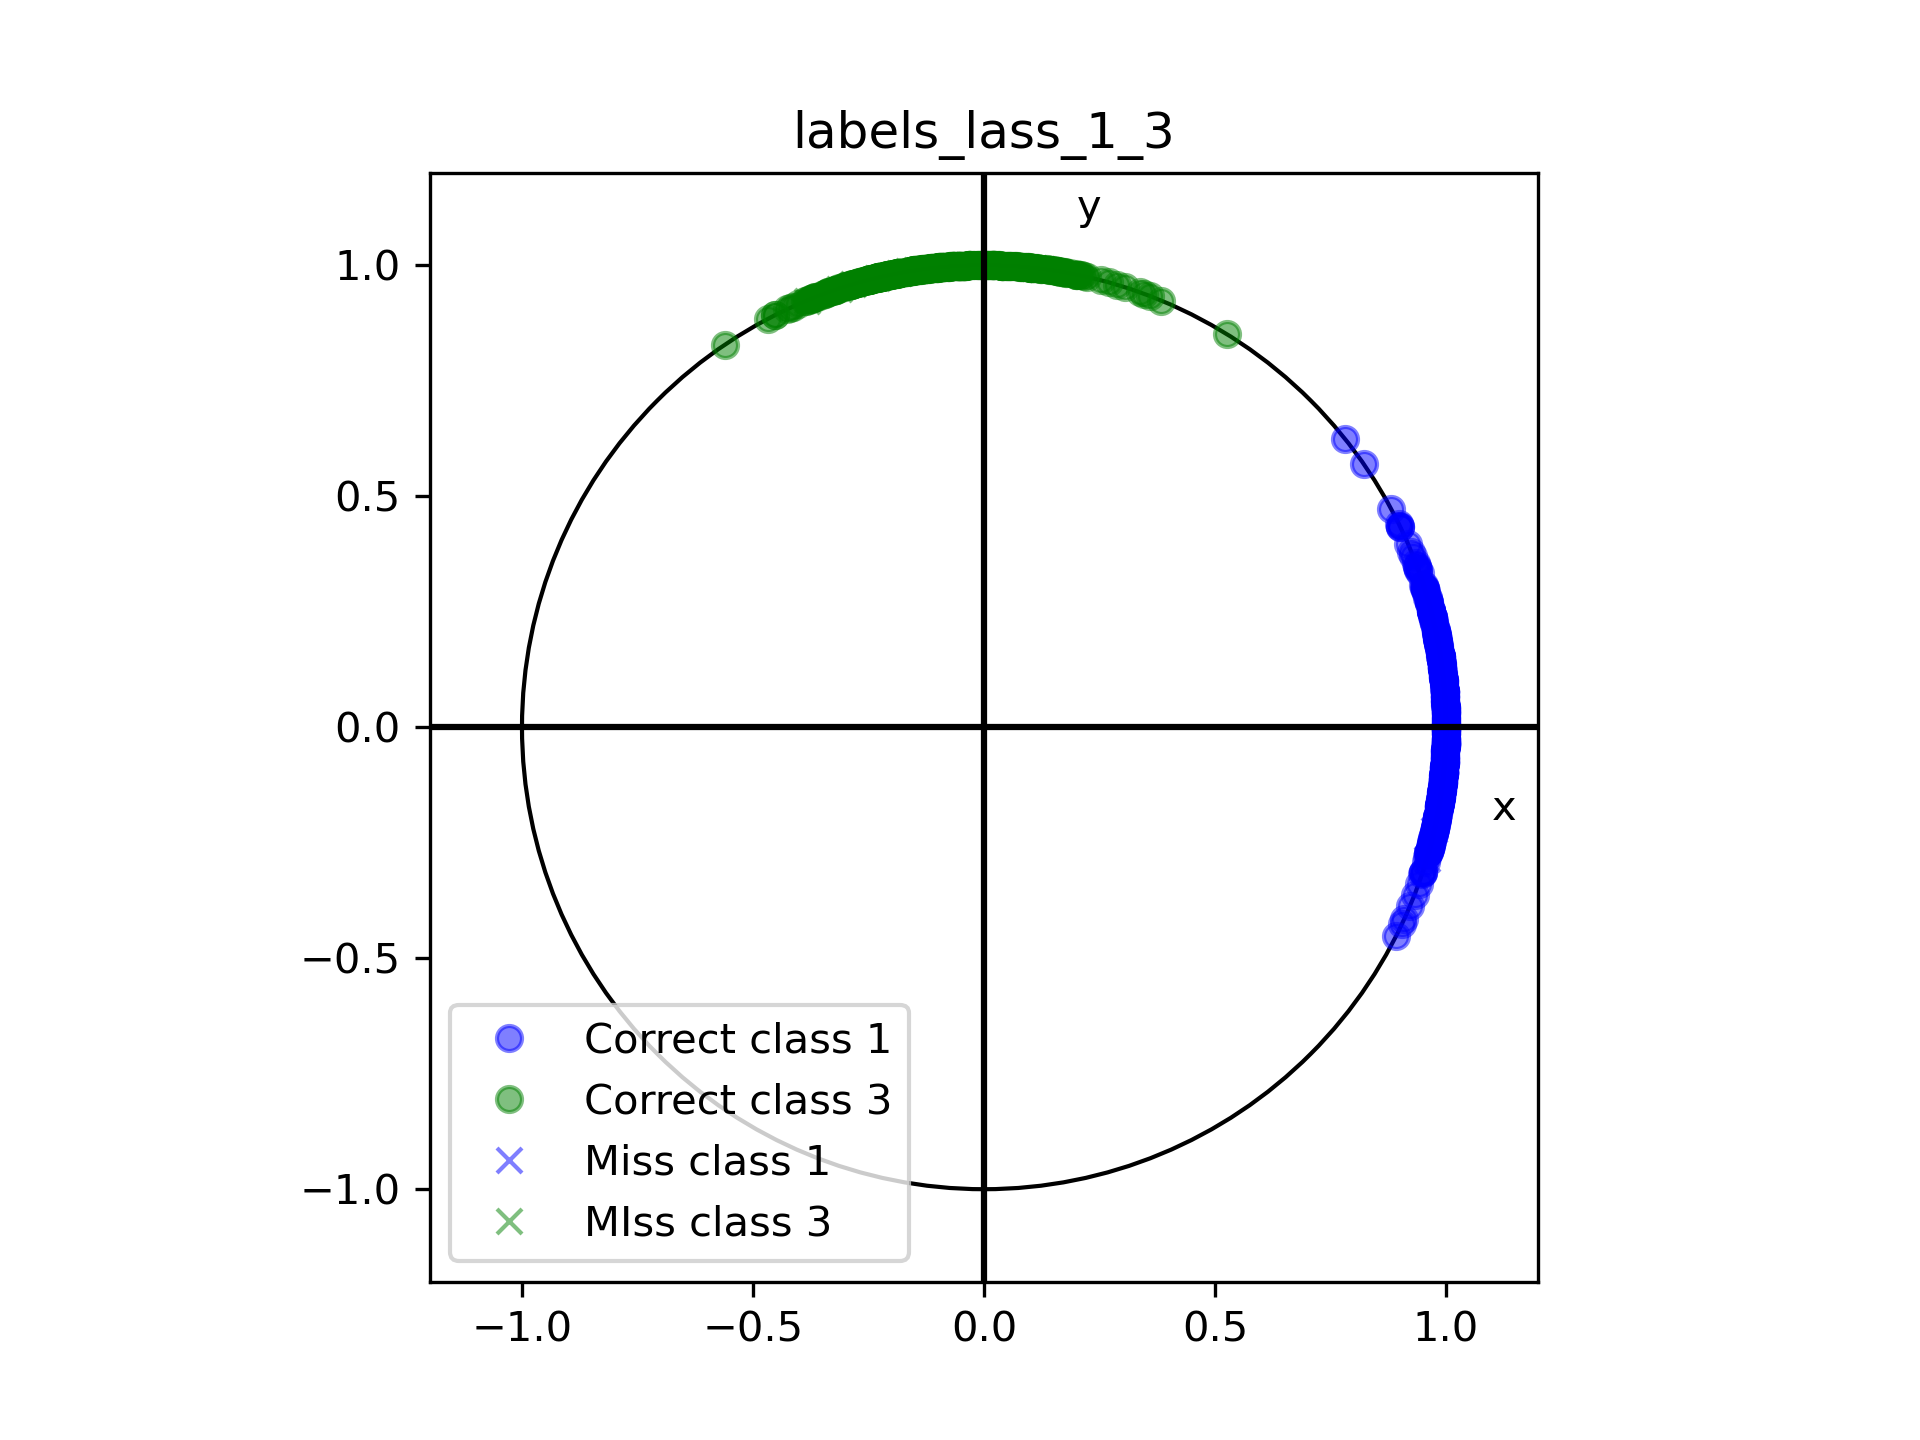 labels_lass_1_3
y
1.0
0.5
0.0
x
−0.5
−1.0
Correct class 1
Correct class 3
Miss class 1
MIss class 3
−1.0 −0.5 0.0 0.5 1.0